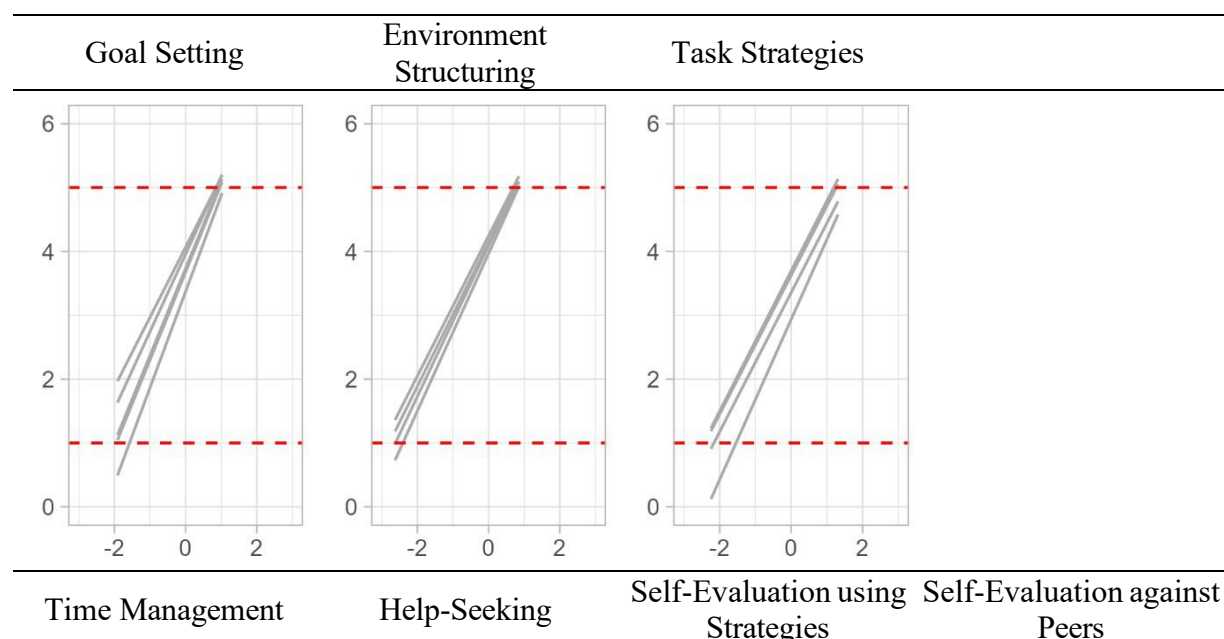 Goal Setting
Environment
Structuring
Task Strategies
6
4
2
0
-2 0 2
6
4
2
0
-2 0 2
6
4
2
0
-2 0 2
Time Management
Help-Seeking
Self-Evaluation using
Strategies
Self-Evaluation against
Peers